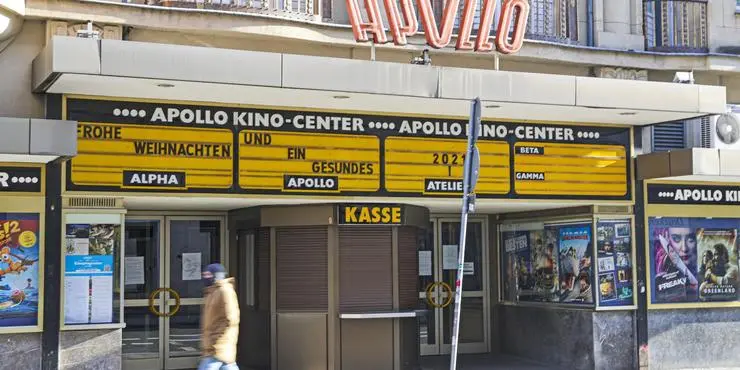 APOLLO
APOLLO KINO-CENTER
APOLLO KINO-CENTER
FROHE
WEIHNACHTEN
UND
EIN
GESUNDES
2021
BETA
GAMMA
ALPHA
APOLLO
ATELIER
KASSE
APOLLO KI
FREAKY
GREENLAND